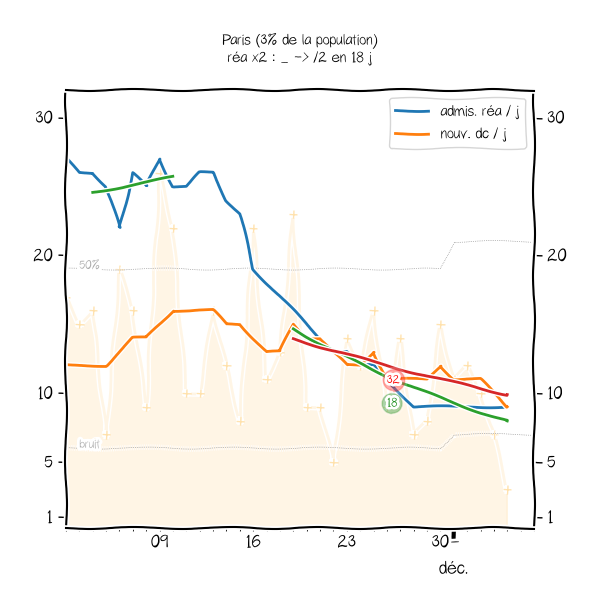 Paris (3% de la population)
réa x2 : _ -> /2 en 18 j
admis. réa / j
nouv. dc / j
30
30
20
20
50%
10
10
32
18
bruit
5
5
1
1
09
16
23
30
déc.